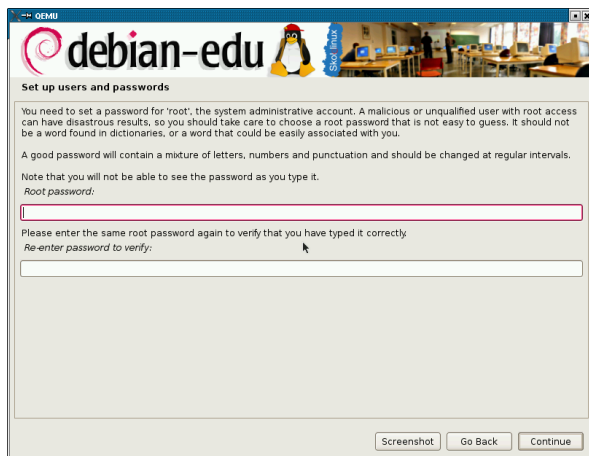 QEMU
debian-edu
Skolelinux
Set up users and passwords
You need to set a password for 'root', the system administrative account. A malicious or unqualified user with root access
can have disastrous results, so you should take care to choose a root password that is not easy to guess. It should not
be a word found in dictionaries, or a word that could be easily associated with you.
A good password will contain a mixture of letters, numbers and punctuation and should be changed at regular intervals.
Note that you will not be able to see the password as you type it.
Root password:
Please enter the same root password again to verify that you have typed it correctly.
Re-enter password to verify:
Screenshot
Go Back
Continue